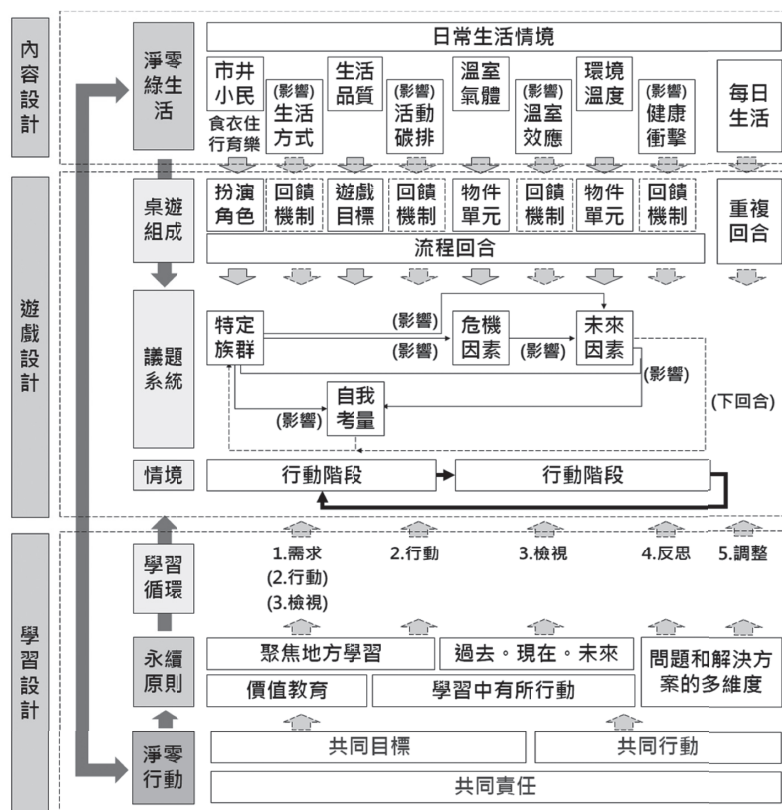 內容設計
淨零
綠生活
日常生活情境
市井
小民
食衣住
行育樂
(影響)
生活
方式
生活
品質
(影響)
活動
碳排
溫室
氣體
(影響)
溫室
效應
環境
溫度
(影響)
健康
衝擊
每日
生活
遊戲設計
桌遊
組成
扮演
角色
回饋
機制
遊戲
目標
回饋
機制
物件
單元
回饋
機制
物件
單元
回饋
機制
重複
回合
流程回合
議題
系統
特定
族群
(影響)
(影響)
危機
因素
(影響)
未來
因素
(影響)
(下回合)
(影響)
自我
考量
情境
行動階段
行動階段
學習設計
學習
循環
1.需求
(2.行動)
(3.檢視)
2.行動
3.檢視
4.反思
5.調整
永續
原則
聚焦地方學習
過去。現在。未來
價值教育
學習中有所行動
問題和解決方
案的多維度
淨零
行動
共同目標
共同行動
共同責任